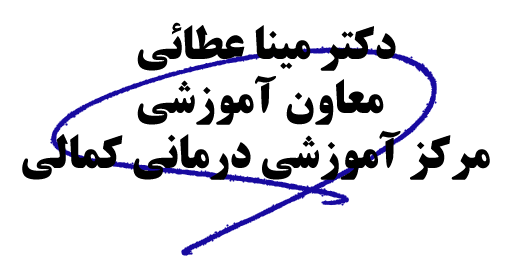 دکتر مینا عطائی
معاون آموزشی
مرکز آموزشی درمانی کمالی